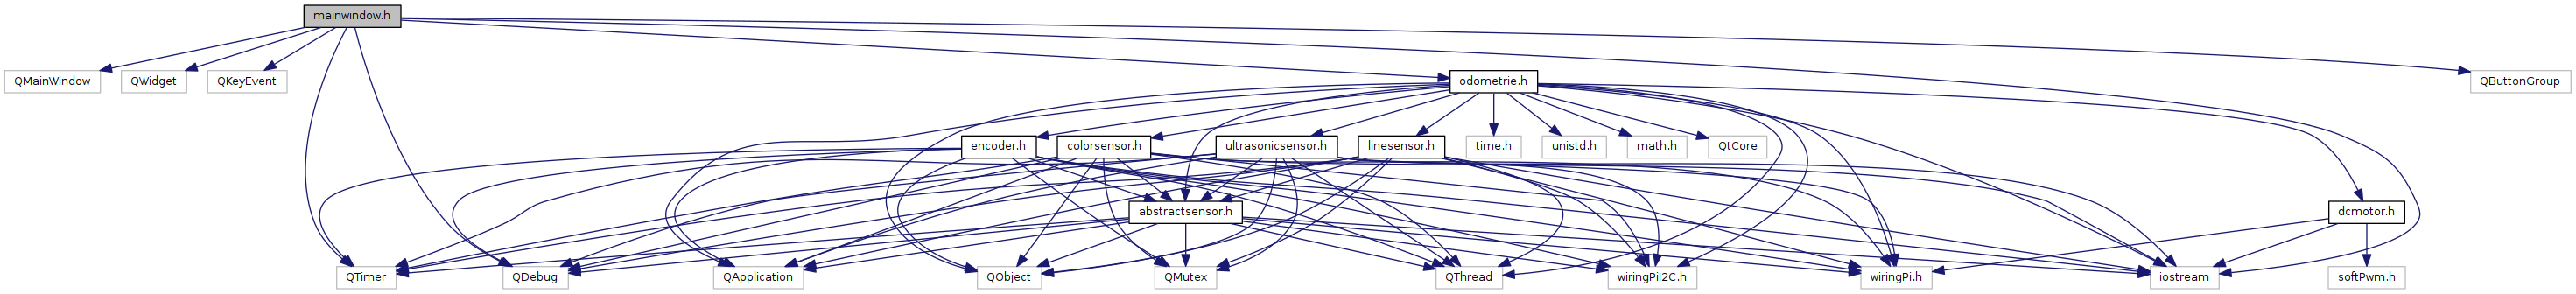 mainwindow.h
QMainWindow
QWidget
QKeyEvent
odometrie.h
QButtonGroup
encoder.h
colorsensor.h
ultrasonicsensor.h
linesensor.h
time.h
unistd.h
math.h
QtCore
abstractsensor.h
dcmotor.h
QTimer
QDebug
QApplication
QObject
QMutex
QThread
wiringPiI2C.h
wiringPi.h
iostream
softPwm.h